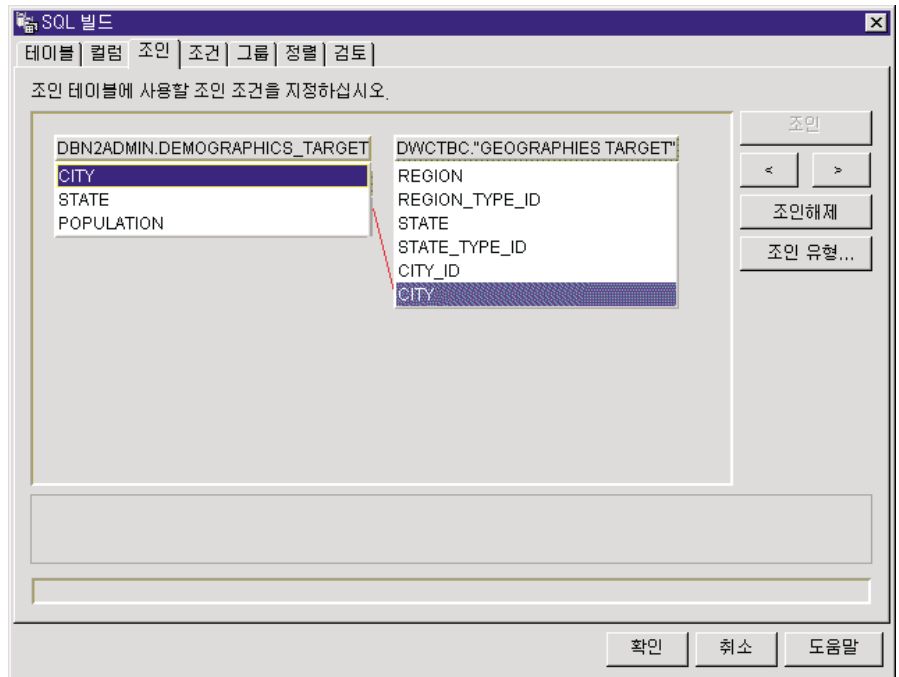 SQL 빌드
테이블 컬럼 조인 조건 그룹 정렬 검토
조인 테이블에 사용할 조인 조건을 지정하십시오.
DBN2ADMIN.DEMOGRAPHICS_TARGET
CITY
STATE
POPULATION
DWCTBC."GEOGRAPHIES TARGET"
REGION
REGION_TYPE_ID
STATE
STATE_TYPE_ID
CITY_ID
CITY
조인
< >
조인해제
조인 유형...
확인 취소 도움말